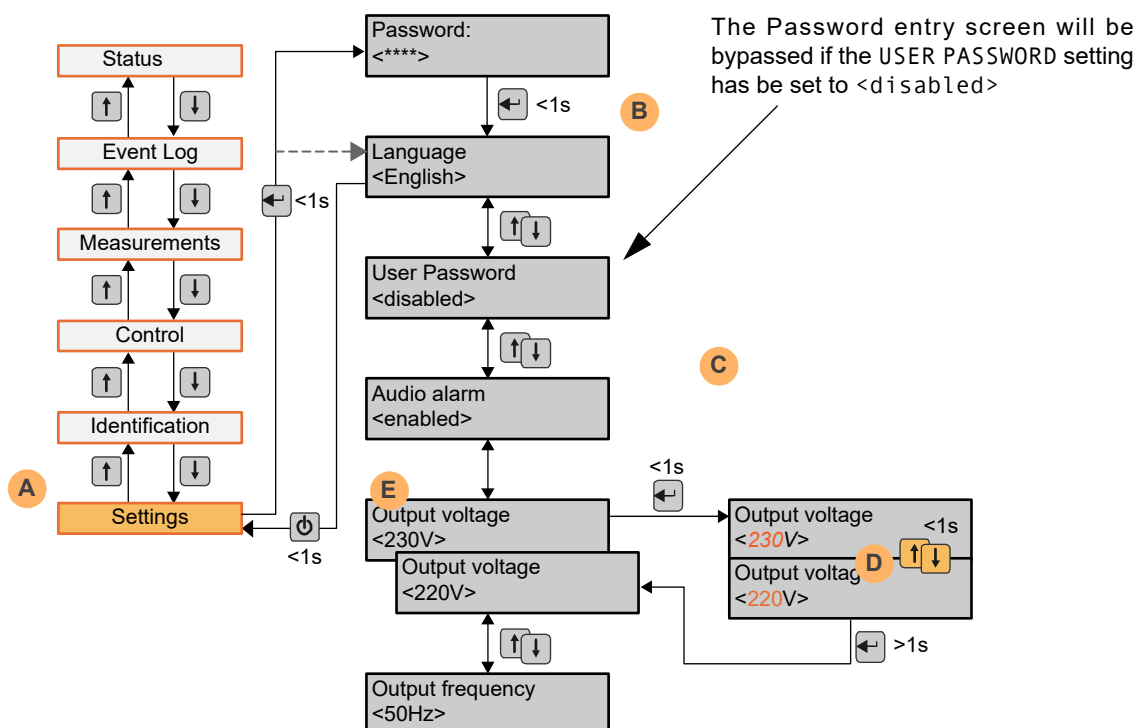 The Password entry screen will be
bypassed if the USER PASSWORD setting
has be set to <disabled>
Status
Event Log
Measurements
Control
Identification
A
Settings
<1s
<1s
Password:
<****>
<1s
B
Language
<English>
User Password
<disabled>
C
Audio alarm
<enabled>
E
Output voltage
<230V>
Output voltage
<220V>
Output frequency
<50Hz>
<1s
Output voltage
<230V>
<1s
D
Output voltag
<220V>
>1s